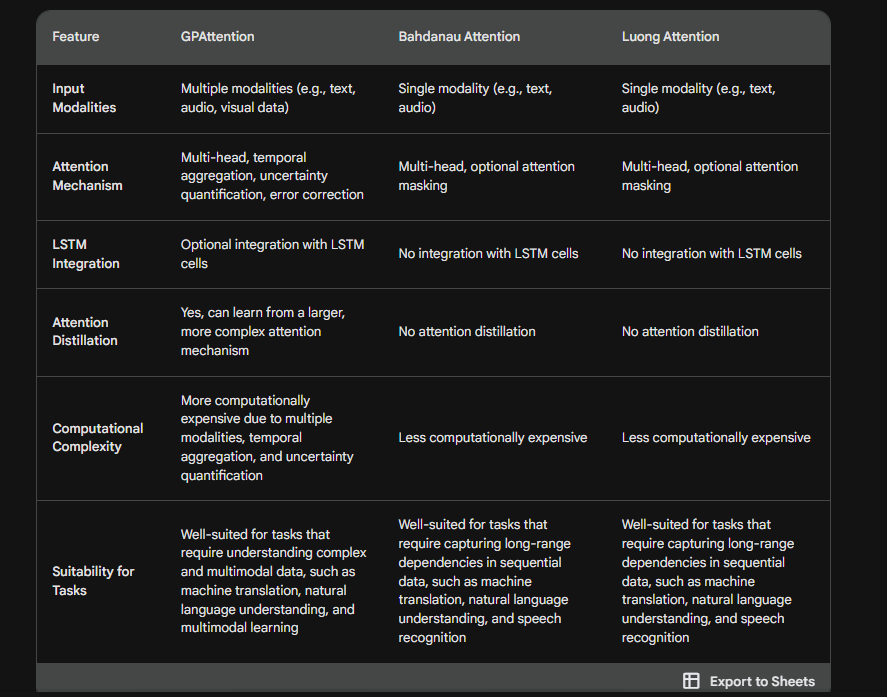 Feature GPAttention Bahdanau Attention Luong Attention
Input
Modalities
Multiple modalities (e.g., text,
audio, visual data)
Single modality (e.g., text,
audio)
Single modality (e.g., text,
audio)
Attention
Mechanism
Multi-head, temporal
aggregation, uncertainty
quantification, error correction
Multi-head, optional attention
masking
Multi-head, optional attention
masking
LSTM
Integration
Optional integration with LSTM
cells
No integration with LSTM cells
No integration with LSTM cells
Attention
Distillation
Yes, can learn from a larger,
more complex attention
mechanism
No attention distillation
No attention distillation
Computational
Complexity
More computationally
expensive due to multiple
modalities, temporal
aggregation, and uncertainty
quantification
Less computationally expensive
Less computationally expensive
Suitability for
Tasks
Well-suited for tasks that
require understanding complex
and multimodal data, such as
machine translation, natural
language understanding, and
multimodal learning
Well-suited for tasks that
require capturing long-range
dependencies in sequential
data, such as machine
translation, natural language
understanding, and speech
recognition
Well-suited for tasks that
require capturing long-range
dependencies in sequential
data, such as machine
translation, natural language
understanding, and speech
recognition
Export to Sheets